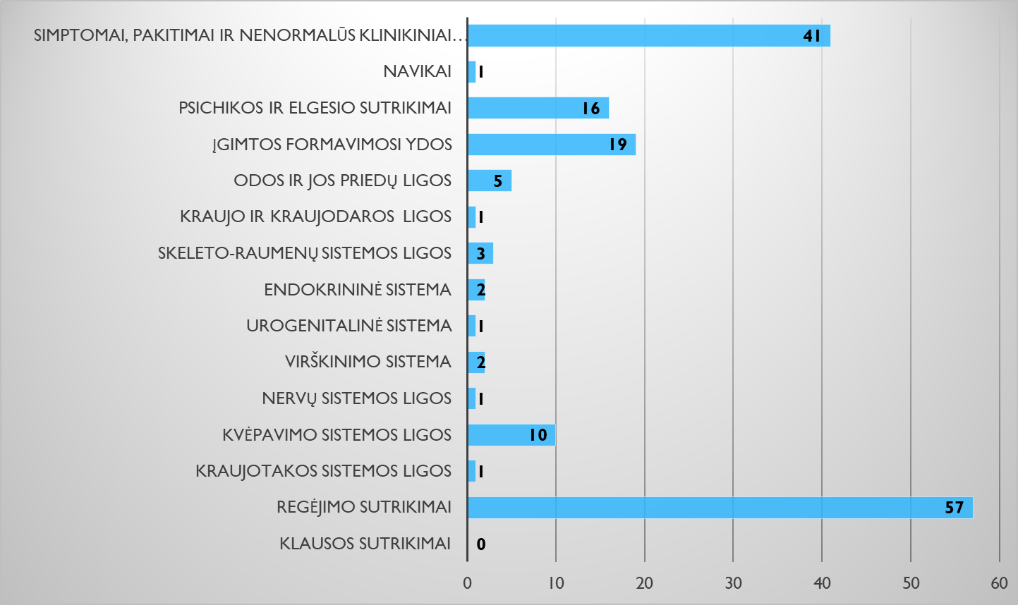 SIMPTOMAI, PAKITIMAI IR NENORMALŪS KLINIKINIAI… 41
NAVIKAI 1
PSICHIKOS IR ELGESIO SUTRIKIMAI 16
ĮGIMTOS FORMAVIMOSI YDOS 19
ODOS IR JOS PRIEDŲ LIGOS 5
KRAUJO IR KRAUJODAROS LIGOS 1
SKELETO-RAUMENŲ SISTEMOS LIGOS 3
ENDOKRININĖ SISTEMA 2
UROGENITALINĖ SISTEMA 1
VIRŠKINIMO SISTEMA 2
NERVŲ SISTEMOS LIGOS 1
KVĖPAVIMO SISTEMOS LIGOS 10
KRAUJOTAKOS SISTEMOS LIGOS 1
REGĖJIMO SUTRIKIMAI 57
KLAUSOS SUTRIKIMAI 0
0 10 20 30 40 50 60